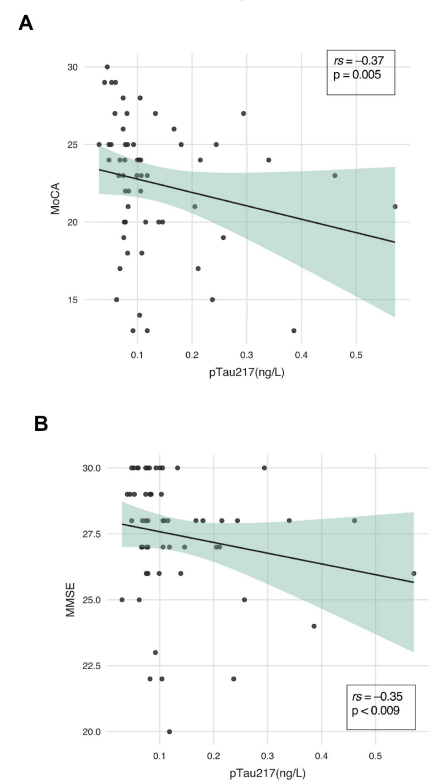 A
rs = −0.37
p = 0.005
30
25
20
15
MoCA
0.1 0.2 0.3 0.4 0.5
pTau217(ng/L)
B
30.0
27.5
25.0
22.5
20.0
MMSE
rs = −0.35
p < 0.009
0.1 0.2 0.3 0.4 0.5
pTau217(ng/L)